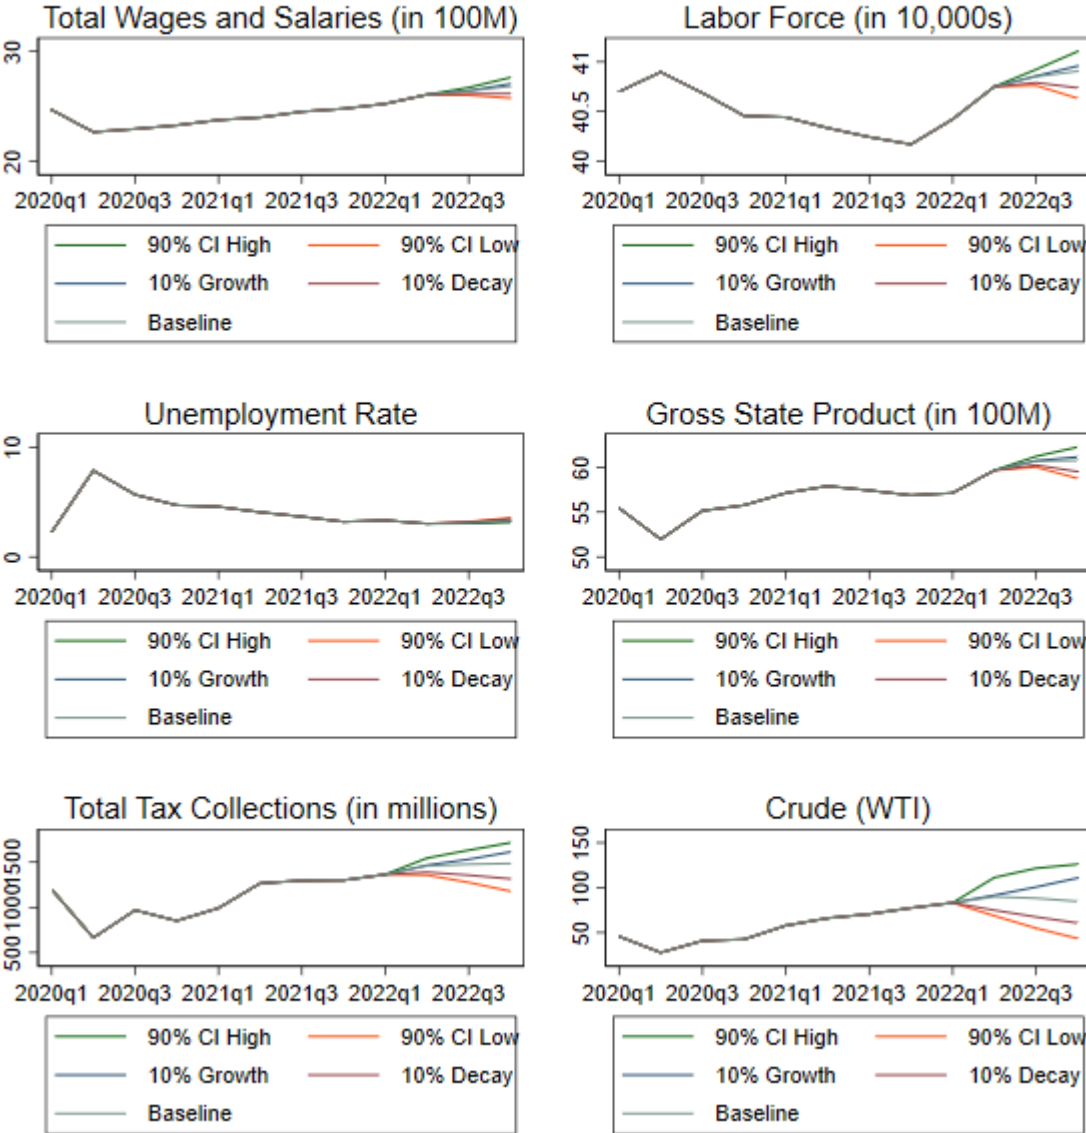 Total Wages and Salaries (in 100M)
30
20
2020q1 2020q3 2021q1 2021q3 2022q1 2022q3
90% CI High 90% CI Low
10% Growth 10% Decay
Baseline
Labor Force (in 10,000s)
41
40.5
40
2020q1 2020q3 2021q1 2021q3 2022q1 2022q3
90% CI High 90% CI Low
10% Growth 10% Decay
Baseline
Unemployment Rate
10
0
2020q1 2020q3 2021q1 2021q3 2022q1 2022q3
90% CI High 90% CI Low
10% Growth 10% Decay
Baseline
Gross State Product (in 100M)
60
55
50
2020q1 2020q3 2021q1 2021q3 2022q1 2022q3
90% CI High 90% CI Low
10% Growth 10% Decay
Baseline
Total Tax Collections (in millions)
1500
1000
500
2020q1 2020q3 2021q1 2021q3 2022q1 2022q3
90% CI High 90% CI Low
10% Growth 10% Decay
Baseline
Crude (WTI)
150
100
50
2020q1 2020q3 2021q1 2021q3 2022q1 2022q3
90% CI High 90% CI Low
10% Growth 10% Decay
Baseline